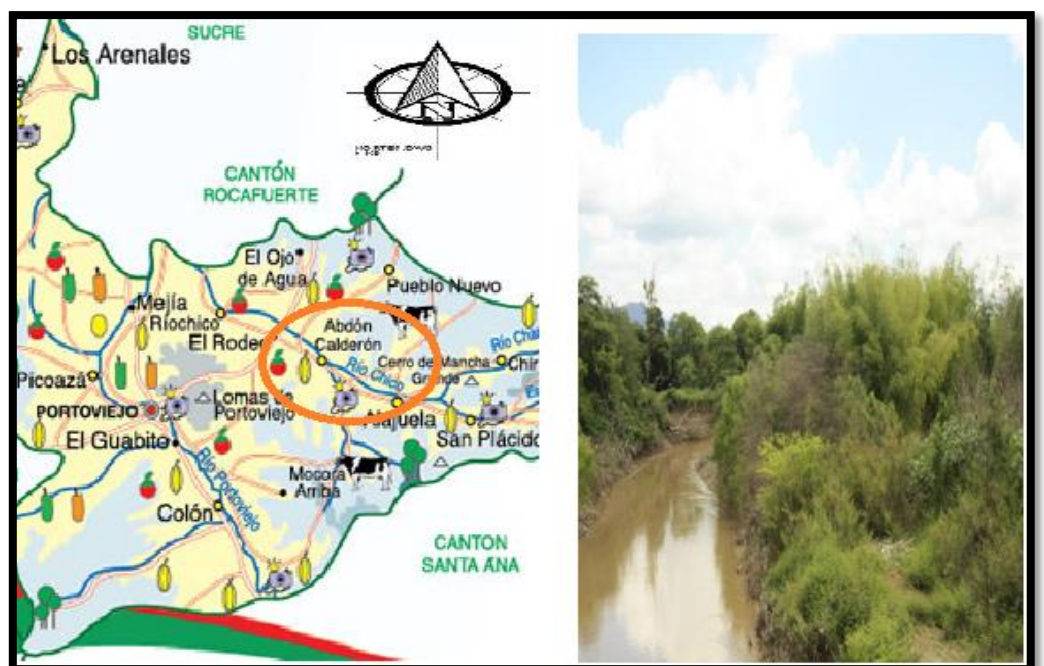 SUCRE
Los Arenales
N
CANTÓN
ROCAFUERTE
El Ojo
de Agua
Pueblo Nuevo
Mejía
Ríochico
El Rodeo
Abdón
Calderón
Río Chico
Cerro de Mancha
Grande
Picoazá
Lomas de
Portoviejo
PORTOVIEJO
Alajuela
El Guabito
San Plácido
Río Portoviejo
Mocora
Arriba
Colón
CANTON
SANTA ANA